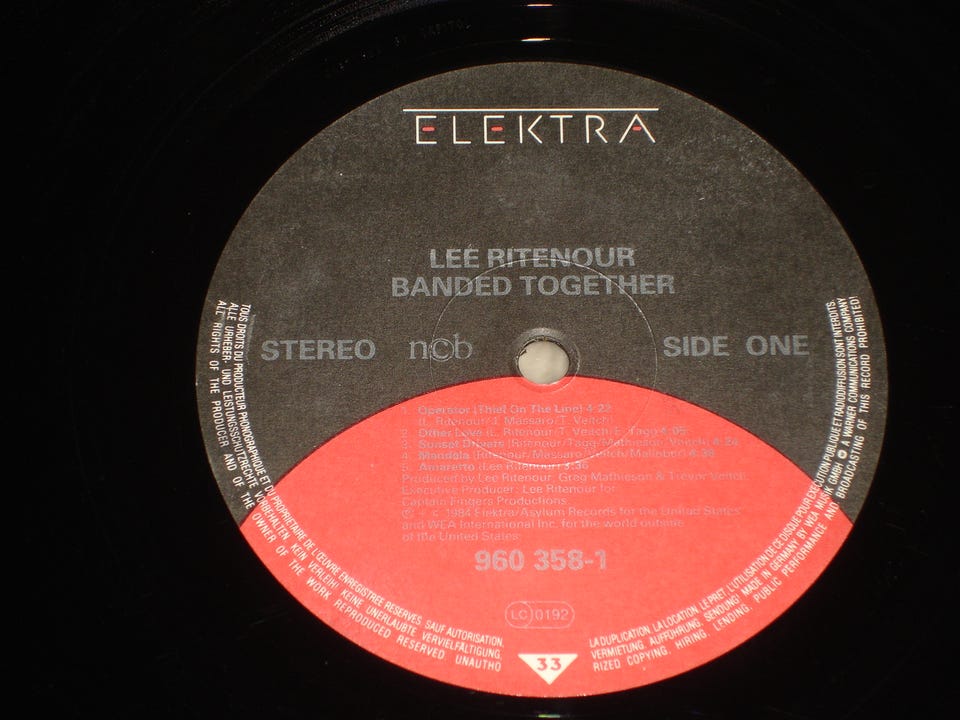 ELEKTRA
LEE RITENOUR
BANDED TOGETHER
STEREO n©b SIDE ONE
1. Operator (Thief On The Line) 4:22
(L. Ritenour/J. Massaro/T. Veitch)
2. Other Love (L. Ritenour/T. Veitch/E. Tagg) 4:05
3. Sunset Drivers (Ritenour/Tagg/Mathieson/Veitch) 4:24
4. Mandela (Ritenour/Massaro/Veitch/Mallaber) 4:38
5. Amaretto (Lee Ritenour) 3:36
Produced by Lee Ritenour, Greg Mathieson & Trevor Veitch
Executive Producer: Lee Ritenour for
Captain Fingers Productions
1984 Elektra/Asylum Records for the United States
and WEA International Inc. for the world outside
of the United States.
960 358-1
LC 0192
33
TOUS DROITS DU PRODUCTEUR PHONOGRAPHIQUE ET DU PROPRIETAIRE DE L'ŒUVRE ENREGISTREE RESERVES. SAUF AUTORISATION,
ALLE URHEBER- UND LEISTUNGSSCHUTZRECHTE VORBEHALTEN. KEIN VERLEIH! KEINE UNERLAUBTE VERVIELFÄLTIGUNG,
ALL RIGHTS OF THE PRODUCER AND OF THE OWNER OF THE WORK REPRODUCED RESERVED. UNAUTHO
LA DUPLICATION, LA LOCATION, LE PRET, L'UTILISATION DE CE DISQUE POUR EXECUTION PUBLIQUE ET RADIODIFFUSION SONT INTERDITS.
VERMIETUNG, AUFFÜHRUNG, SENDUNG! MADE IN GERMANY BY WEA MUSIK GMBH A WARNER COMMUNICATIONS COMPANY
RIZED COPYING, HIRING, LENDING, PUBLIC PERFORMANCE AND BROADCASTING OF THIS RECORD PROHIBITED!